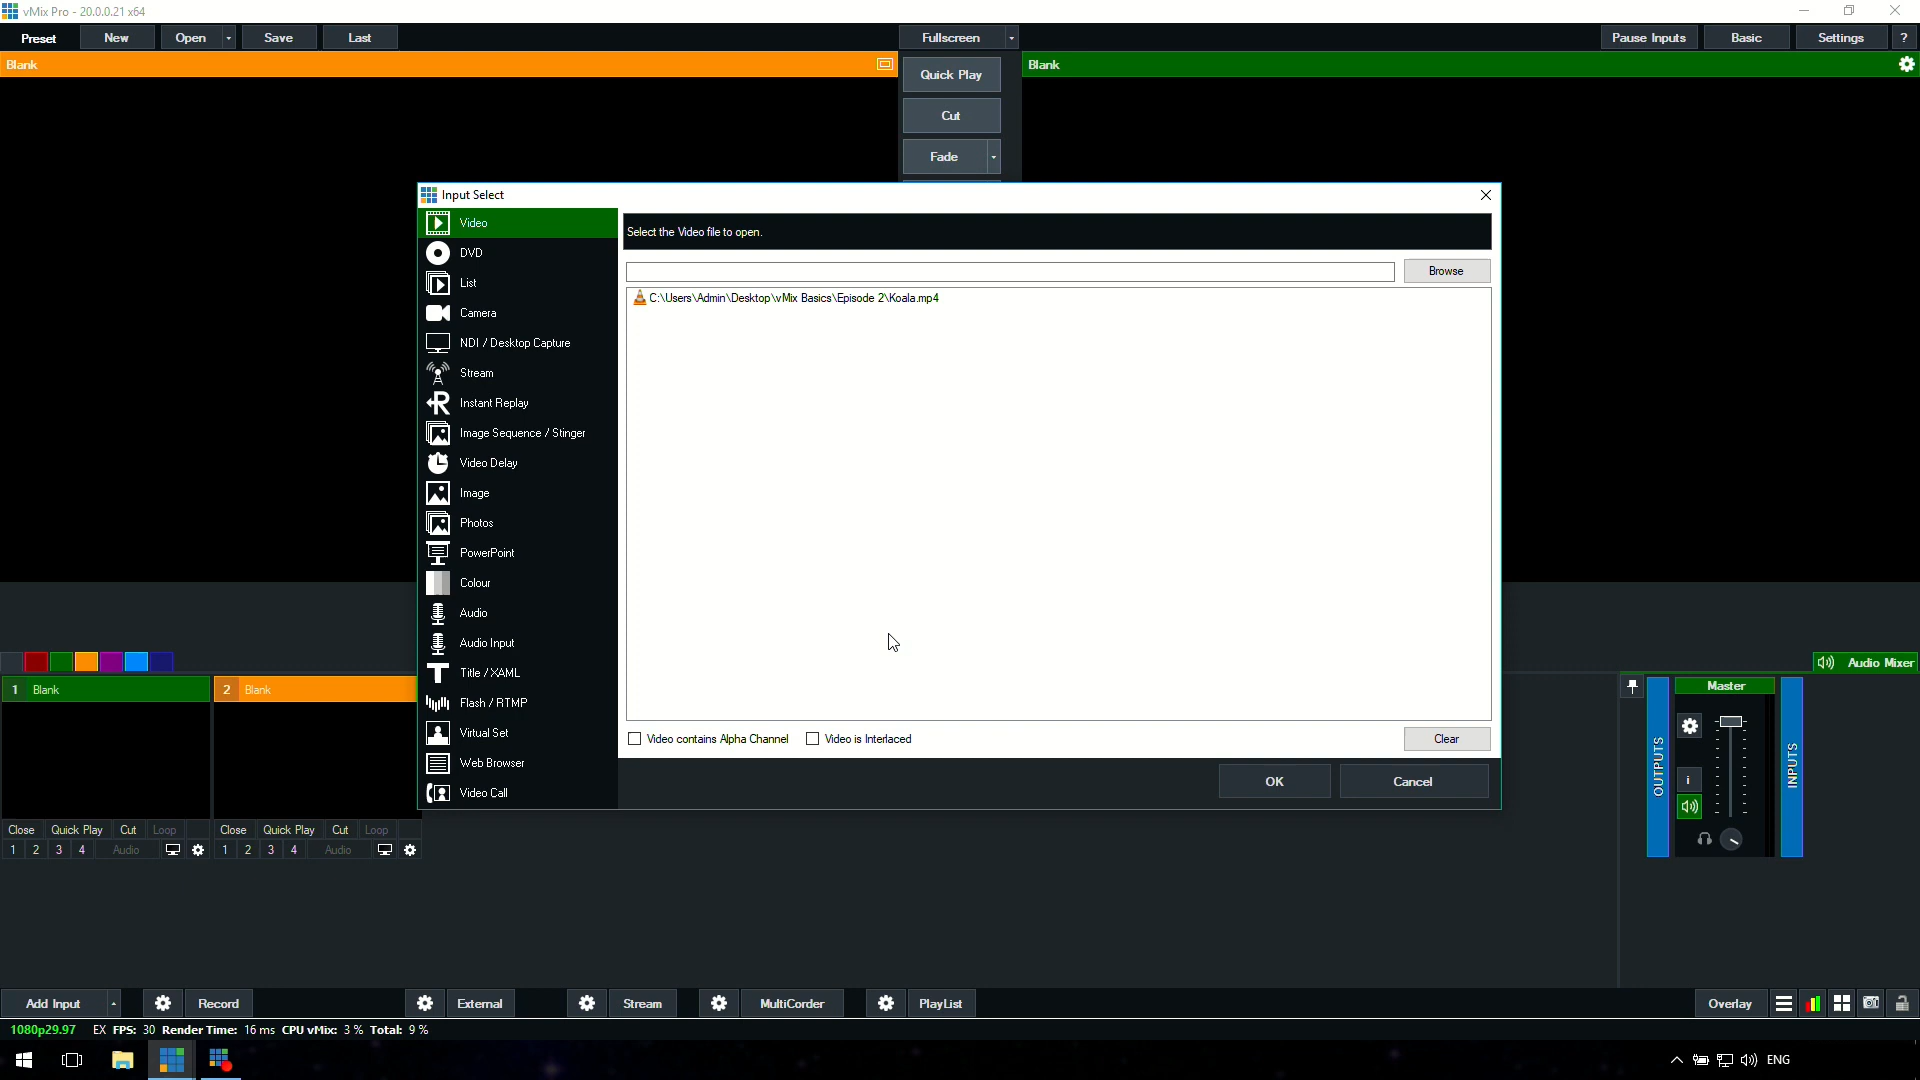 vMix Pro - 20.0.0.21 x64
Preset New Open Save Last Fullscreen Pause Inputs Basic Settings ?
Blank
Blank
Quick Play
Cut
Fade
Input Select
Video
DVD
List
Camera
NDI / Desktop Capture
Stream
Instant Replay
Image Sequence / Stinger
Video Delay
Image
Photos
PowerPoint
Colour
Audio
Audio Input
Title / XAML
Flash / RTMP
Virtual Set
Web Browser
Video Call
Select the Video file to open.
Browse
C:\Users\Admin\Desktop\vMix Basics\Episode 2\Koala.mp4
Video contains Alpha Channel Video is Interlaced Clear
OK Cancel
1 Blank
2 Blank
Close Quick Play Cut Loop
1 2 3 4 Audio
Close Quick Play Cut Loop
1 2 3 4 Audio
Audio Mixer
Master
OUTPUTS
i
INPUTS
Add Input Record External Stream MultiCorder PlayList Overlay
1080p29.97 EX FPS: 30 Render Time: 16 ms CPU vMix: 3 % Total: 9 %
ENG